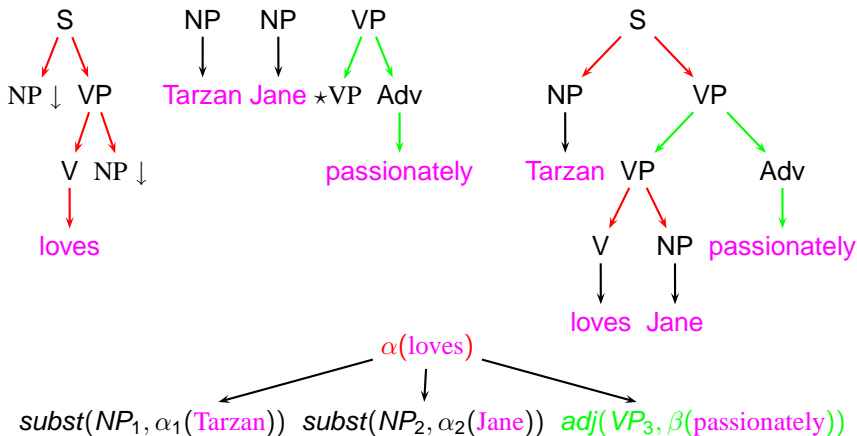 S NP NP VP S
NP ↓ VP Tarzan Jane ⋆VP Adv NP VP
V NP ↓ passionately Tarzan VP Adv
loves V NP passionately
loves Jane
α(loves)
subst(NP₁, α₁(Tarzan)) subst(NP₂, α₂(Jane)) adj(VP₃, β(passionately))